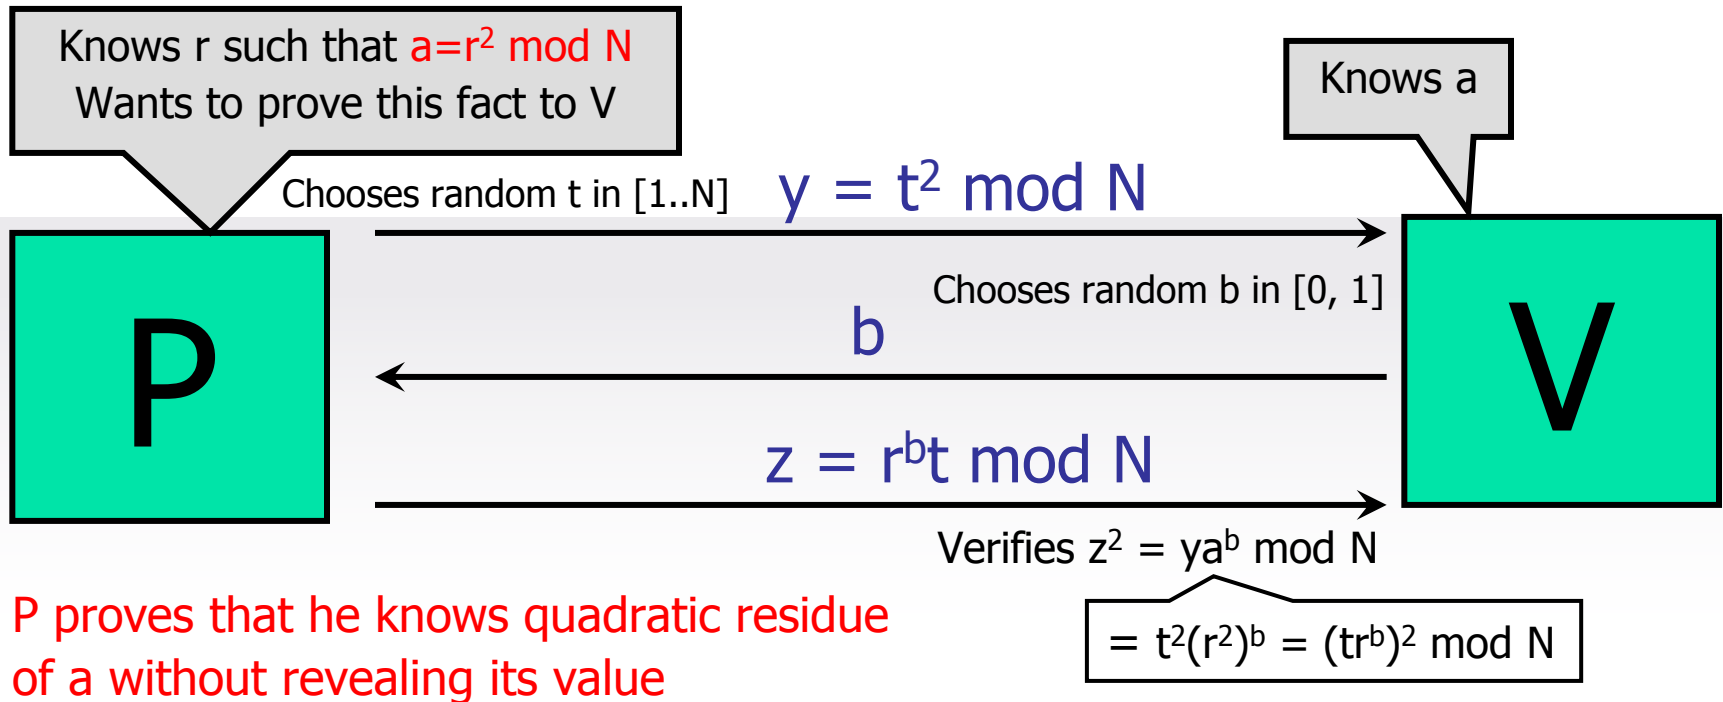 Knows r such that a=r² mod N
Wants to prove this fact to V
Knows a
Chooses random t in [1..N]
y = t² mod N
P
V
Chooses random b in [0, 1]
b
z = rᵇt mod N
Verifies z² = yaᵇ mod N
= t²(r²)ᵇ = (trᵇ)² mod N
P proves that he knows quadratic residue
of a without revealing its value